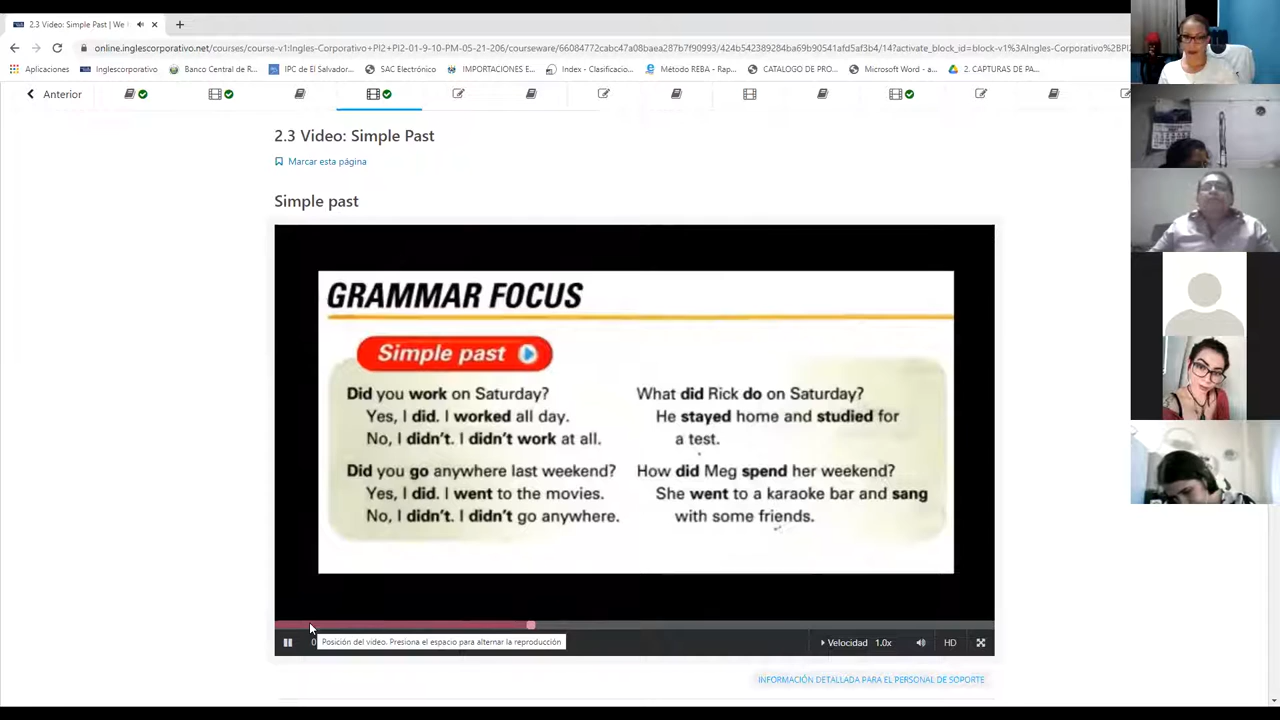 2.3 Video: Simple Past | We
online.inglescorporativo.net/courses/course-v1:Ingles-Corporativo+PI2+PI2-01-9-10-PM-05-21-206/courseware/66084772cabc47a08baea287b7f90993/424b542389284ba69b90541afd5af3b4/14?activate_block_id=block-v1%3AIngles-Corporativo%2BPI2
Aplicaciones
Inglescorporativo
Banco Central de R...
IPC de El Salvador...
SAC Electrónico
IMPORTACIONES E...
Index - Clasificacio...
Método REBA - Rap...
CATALOGO DE PRO...
Microsoft Word - a...
2. CAPTURAS DE PA...
Anterior
2.3 Video: Simple Past
Marcar esta página
Simple past
GRAMMAR FOCUS
Simple past
Did you work on Saturday?
Yes, I did. I worked all day.
No, I didn't. I didn't work at all.
Did you go anywhere last weekend?
Yes, I did. I went to the movies.
No, I didn't. I didn't go anywhere.
What did Rick do on Saturday?
He stayed home and studied for
a test.
How did Meg spend her weekend?
She went to a karaoke bar and sang
with some friends.
0
Posición del video. Presiona el espacio para alternar la reproducción
Velocidad 1.0x
HD
INFORMACIÓN DETALLADA PARA EL PERSONAL DE SOPORTE